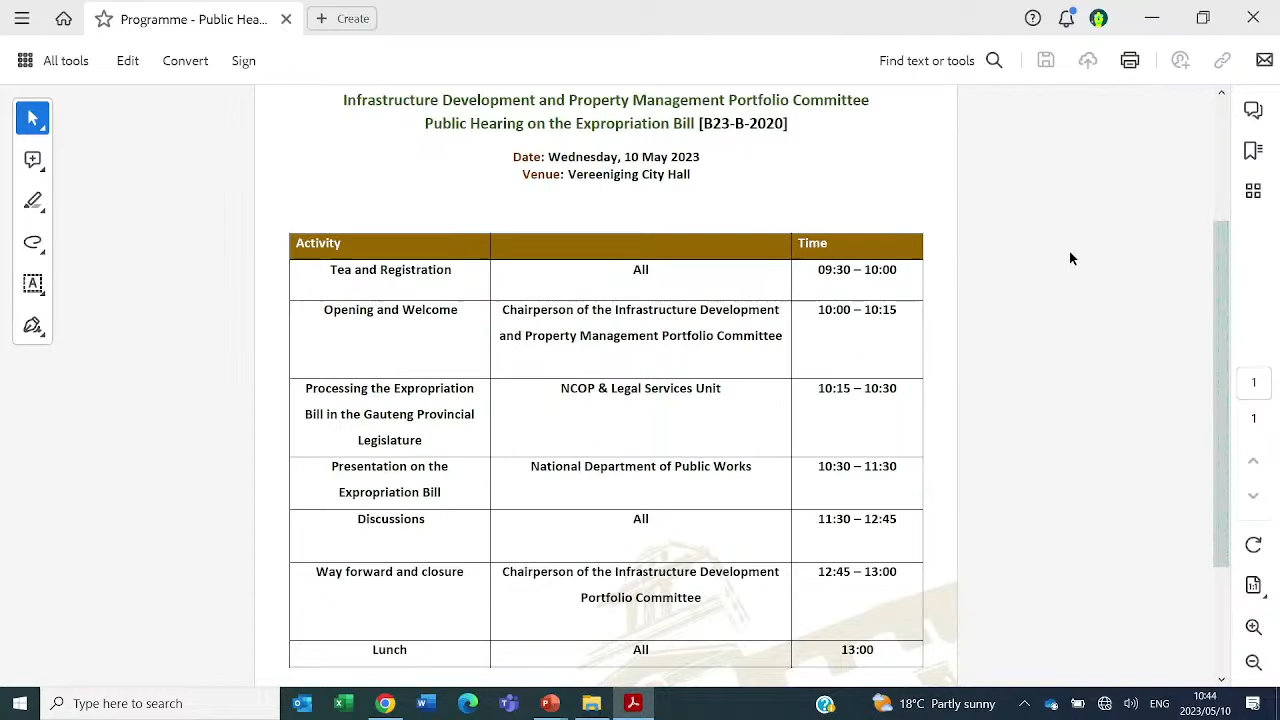 Programme - Public Hea...
Create
All tools
Edit
Convert
Sign
Find text or tools
Infrastructure Development and Property Management Portfolio Committee
Public Hearing on the Expropriation Bill [B23-B-2020]
Date: Wednesday, 10 May 2023
Venue: Vereeniging City Hall
Activity
Time
Tea and Registration
All
09:30 – 10:00
Opening and Welcome
Chairperson of the Infrastructure Development
and Property Management Portfolio Committee
10:00 – 10:15
Processing the Expropriation
Bill in the Gauteng Provincial
Legislature
NCOP & Legal Services Unit
10:15 – 10:30
Presentation on the
Expropriation Bill
National Department of Public Works
10:30 – 11:30
Discussions
All
11:30 – 12:45
Way forward and closure
Chairperson of the Infrastructure Development
Portfolio Committee
12:45 – 13:00
Lunch
All
13:00
1
1
Type here to search
18°C Partly sunny
ENG
10:44
2023/05/10